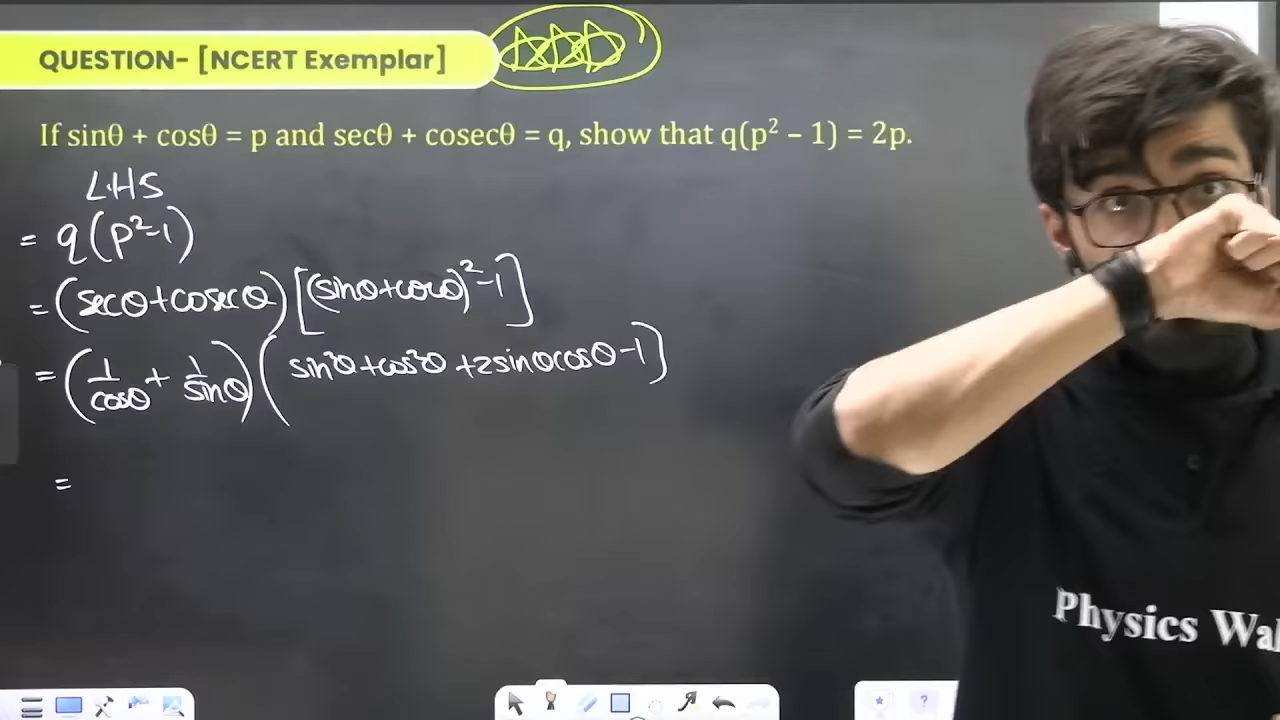 QUESTION- [NCERT Exemplar]
If sinθ + cosθ = p and secθ + cosecθ = q, show that q(p² – 1) = 2p.
LHS
= q(p²-1)
= (secθ+cosecθ)[(sinθ+cosθ)²-1]
= (1/cosθ + 1/sinθ)(sin²θ+cos²θ+2sinθcosθ-1)
=
Physics Wal